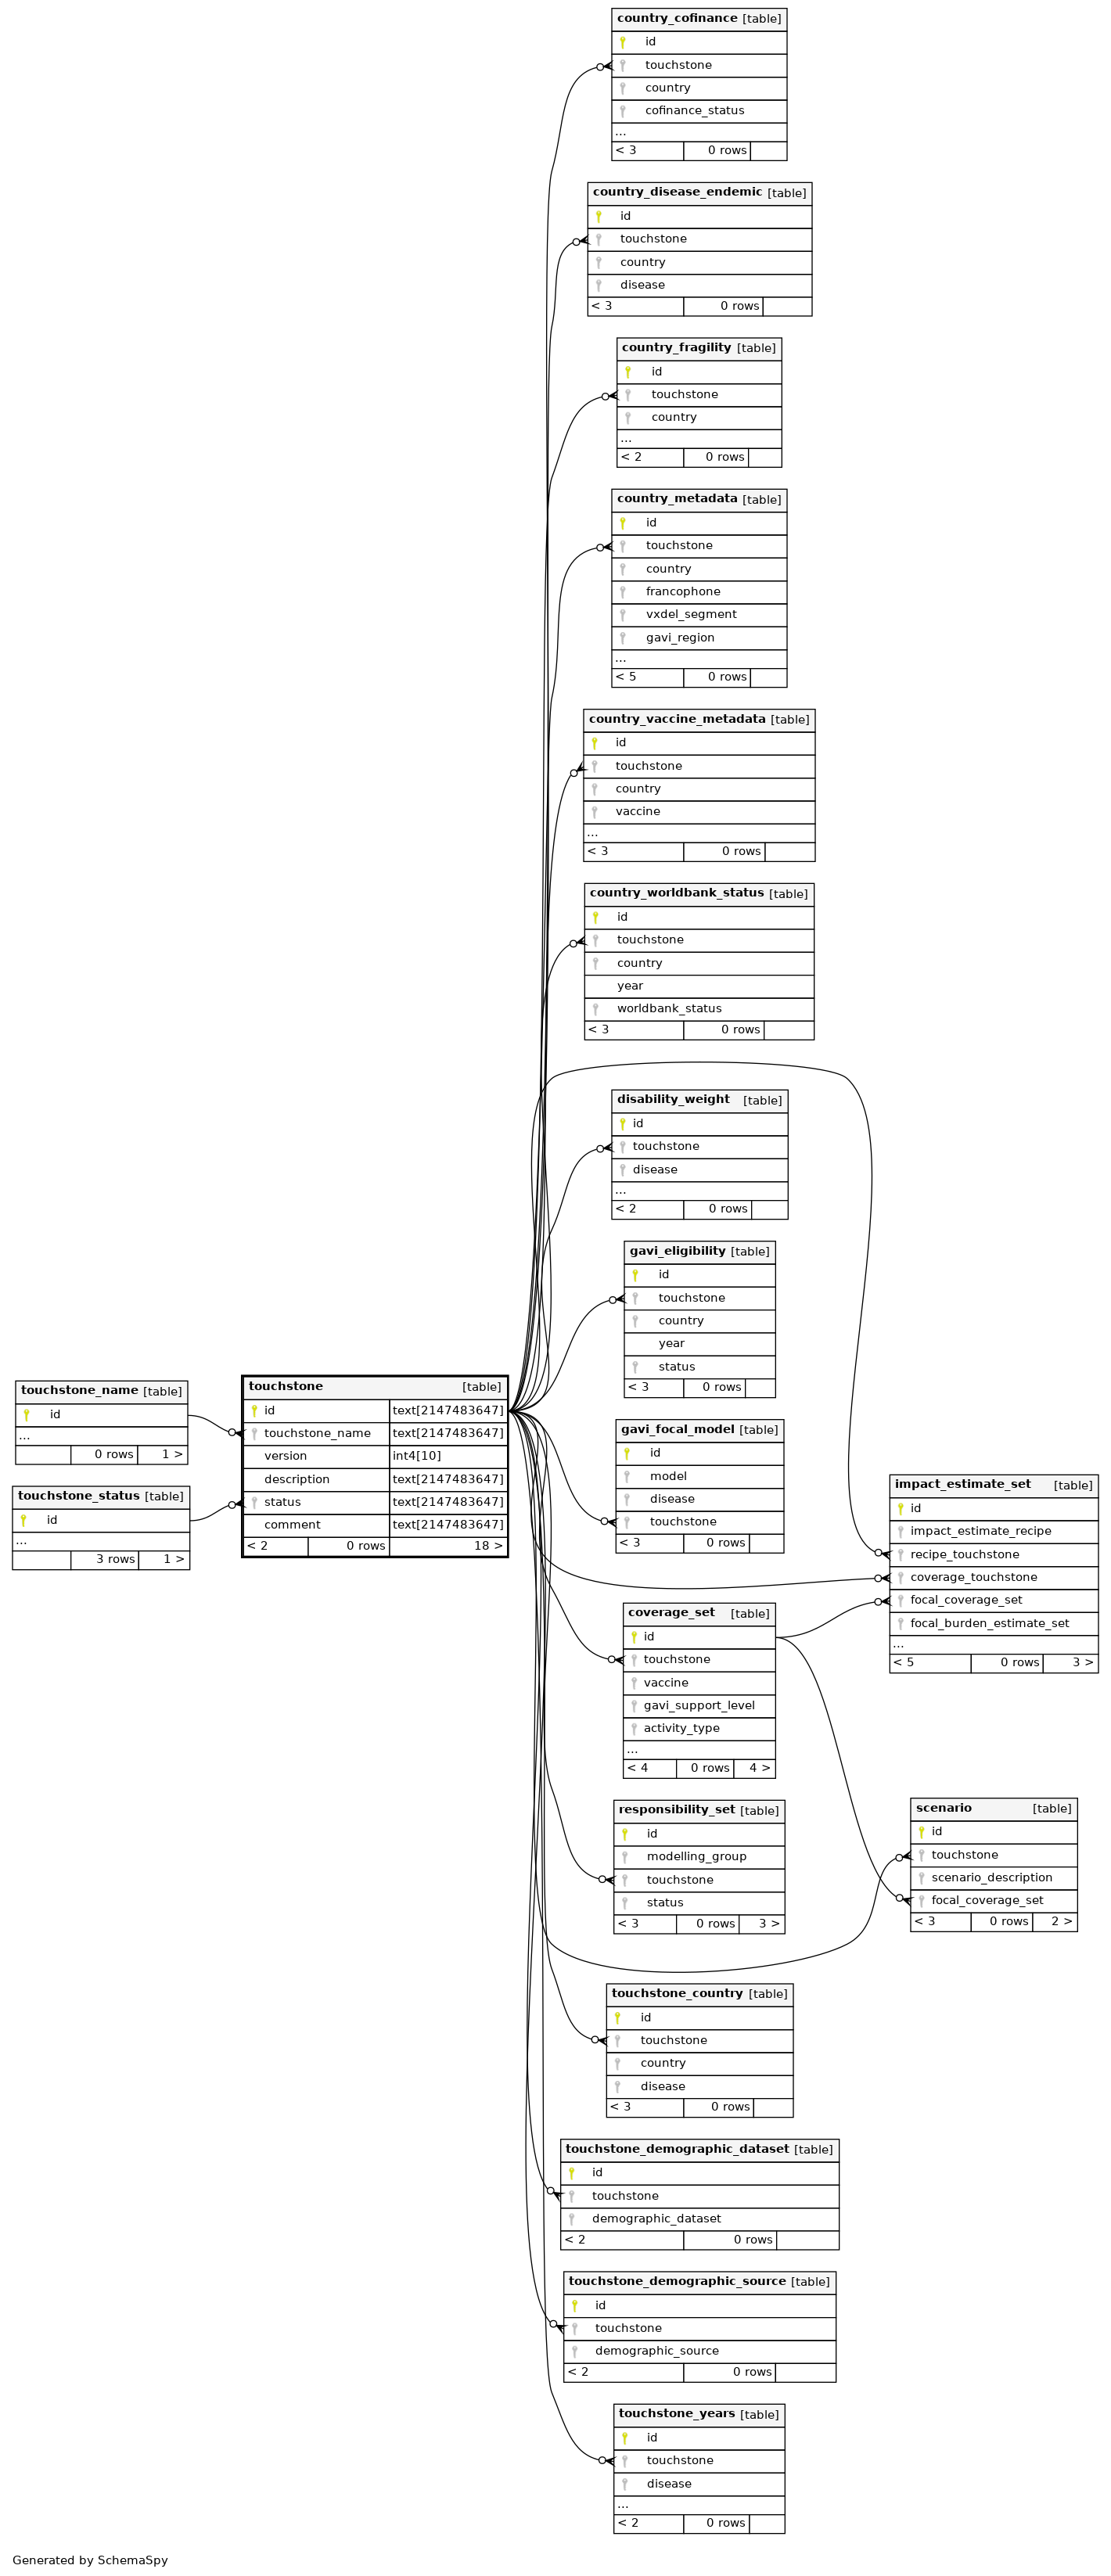 country_cofinance [table]
id
touchstone
country
cofinance_status
...
< 3 0 rows
country_disease_endemic [table]
id
touchstone
country
disease
< 3 0 rows
country_fragility [table]
id
touchstone
country
...
< 2 0 rows
country_metadata [table]
id
touchstone
country
francophone
vxdel_segment
gavi_region
...
< 5 0 rows
country_vaccine_metadata [table]
id
touchstone
country
vaccine
...
< 3 0 rows
country_worldbank_status [table]
id
touchstone
country
year
worldbank_status
< 3 0 rows
disability_weight [table]
id
touchstone
disease
...
< 2 0 rows
gavi_eligibility [table]
id
touchstone
country
year
status
< 3 0 rows
touchstone_name [table]
id
...
0 rows 1 >
touchstone_status [table]
id
...
3 rows 1 >
touchstone [table]
id text[2147483647]
touchstone_name text[2147483647]
version int4[10]
description text[2147483647]
status text[2147483647]
comment text[2147483647]
< 2 0 rows 18 >
gavi_focal_model [table]
id
model
disease
touchstone
< 3 0 rows
impact_estimate_set [table]
id
impact_estimate_recipe
recipe_touchstone
coverage_touchstone
focal_coverage_set
focal_burden_estimate_set
...
< 5 0 rows 3 >
coverage_set [table]
id
touchstone
vaccine
gavi_support_level
activity_type
...
< 4 0 rows 4 >
responsibility_set [table]
id
modelling_group
touchstone
status
< 3 0 rows 3 >
scenario [table]
id
touchstone
scenario_description
focal_coverage_set
< 3 0 rows 2 >
touchstone_country [table]
id
touchstone
country
disease
< 3 0 rows
touchstone_demographic_dataset [table]
id
touchstone
demographic_dataset
< 2 0 rows
touchstone_demographic_source [table]
id
touchstone
demographic_source
< 2 0 rows
touchstone_years [table]
id
touchstone
disease
...
< 2 0 rows
Generated by SchemaSpy